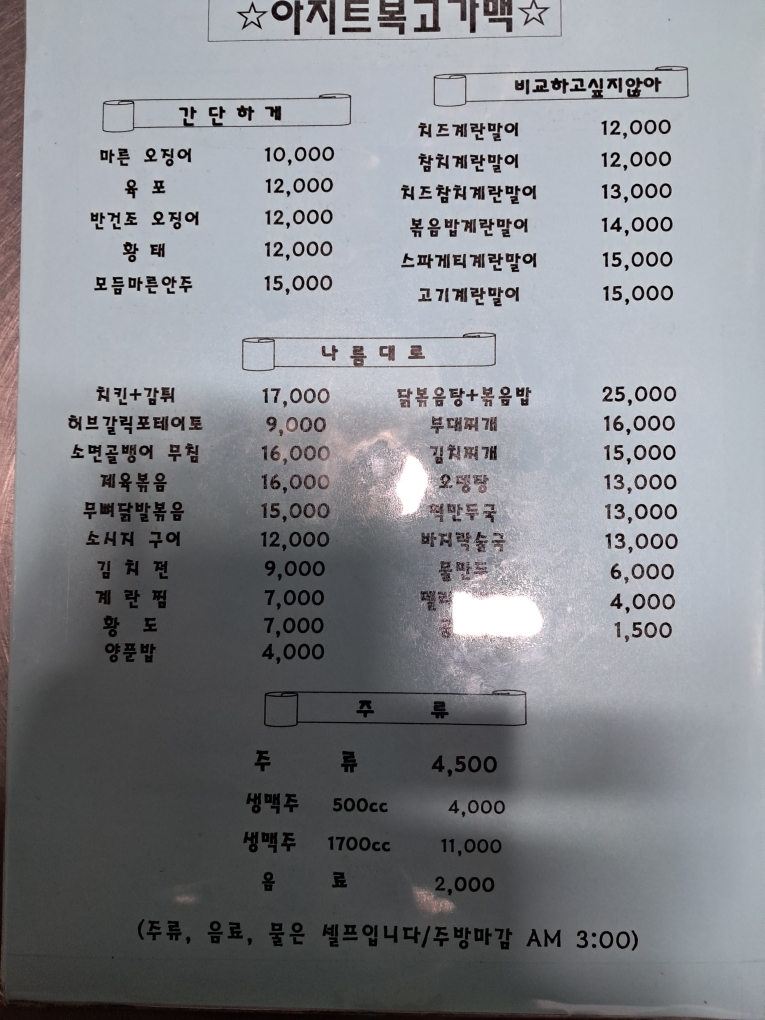 ☆아지트복고가맥☆
간단하게
마른 오징어 10,000
육 포 12,000
반건조 오징어 12,000
황 태 12,000
모듬마른안주 15,000
비교하고싶지않아
치즈계란말이 12,000
참치계란말이 12,000
치즈참치계란말이 13,000
볶음밥계란말이 14,000
스파게티계란말이 15,000
고기계란말이 15,000
나름대로
치킨+감튀 17,000
허브갈릭포테이토 9,000
소면골뱅이 무침 16,000
제육볶음 16,000
무뼈닭발볶음 15,000
소시지 구이 12,000
김 치 전 9,000
계 란 찜 7,000
황 도 7,000
양푼밥 4,000
닭볶음탕+볶음밥 25,000
부대찌개 16,000
김치찌개 15,000
오뎅탕 13,000
떡만두국 13,000
바지락술국 13,000
물만두 6,000
4,000
1,500
주 류
주 류 4,500
생맥주 500cc 4,000
생맥주 1700cc 11,000
음 료 2,000
(주류, 음료, 물은 셀프입니다/주방마감 AM 3:00)